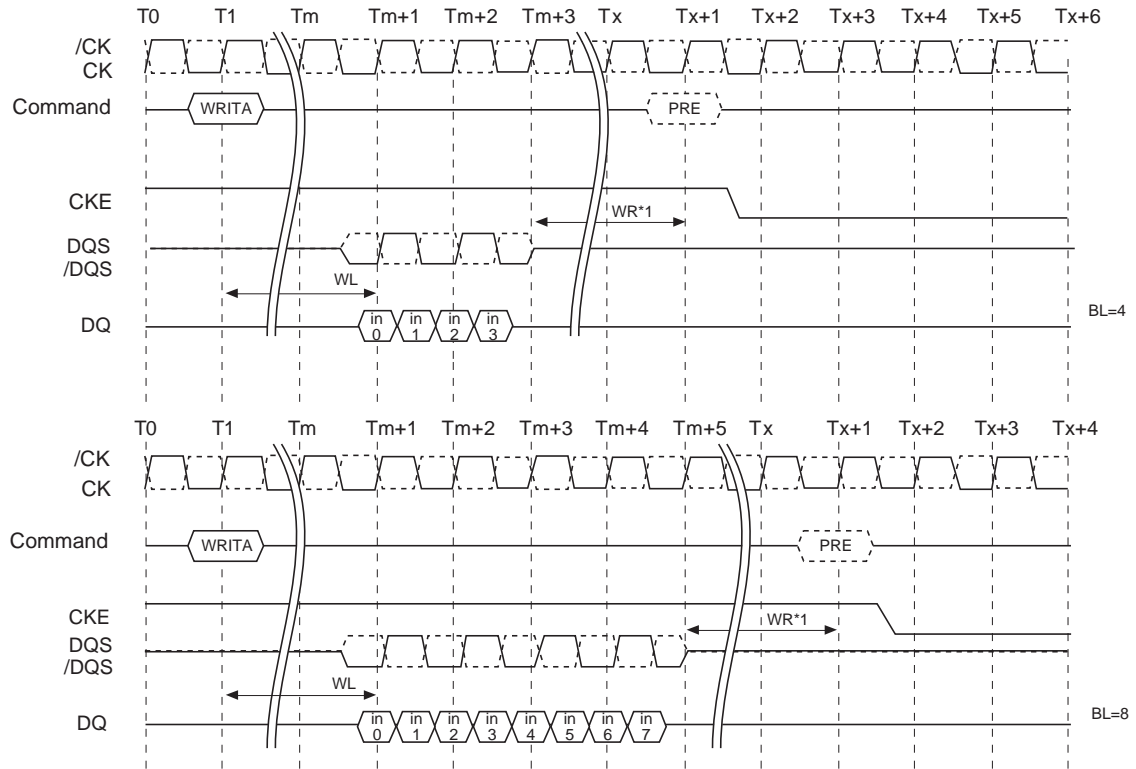 T0 T1 Tm Tm+1 Tm+2 Tm+3 Tx Tx+1 Tx+2 Tx+3 Tx+4 Tx+5 Tx+6
/CK
CK
Command WRITA PRE
CKE
WR*1
DQS
/DQS
WL
DQ in 0 in 1 in 2 in 3 BL=4
T0 T1 Tm Tm+1 Tm+2 Tm+3 Tm+4 Tm+5 Tx Tx+1 Tx+2 Tx+3 Tx+4
/CK
CK
Command WRITA PRE
CKE
WR*1
DQS
/DQS
WL
DQ in 0 in 1 in 2 in 3 in 4 in 5 in 6 in 7 BL=8